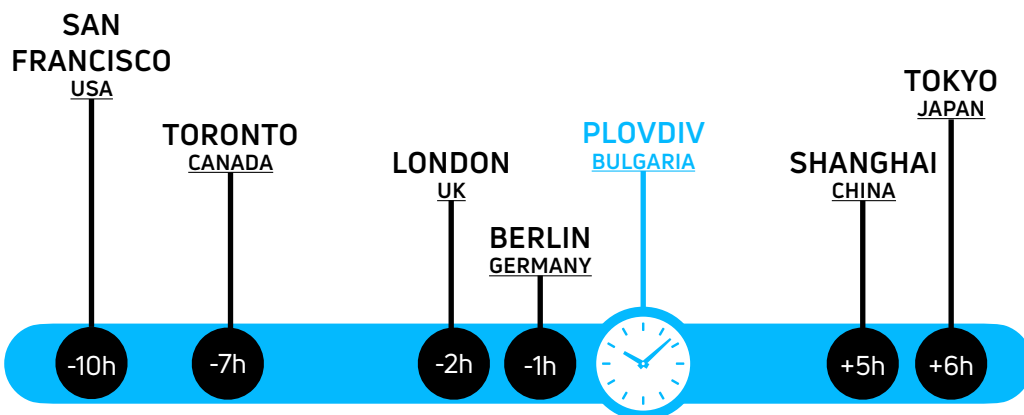 SAN
FRANCISCO
USA
TORONTO
CANADA
LONDON
UK
BERLIN
GERMANY
PLOVDIV
BULGARIA
SHANGHAI
CHINA
TOKYO
JAPAN
-10h
-7h
-2h
-1h
+5h
+6h